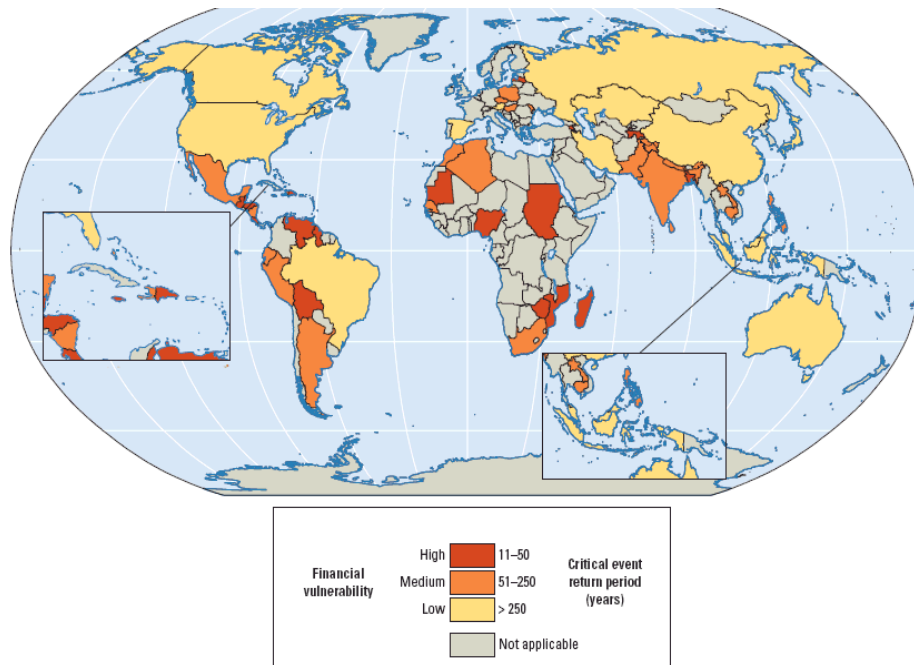 High 11–50
Financial vulnerability Medium 51–250 Critical event return period (years)
Low > 250
Not applicable